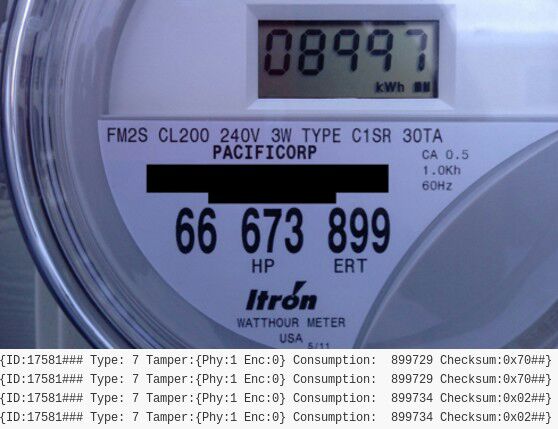 08997
kWh
FM2S CL200 240V 3W TYPE C1SR 30TA
PACIFICORP
CA 0.5
1.0Kh
60Hz
66 673 899
HP ERT
Itron
WATTHOUR METER
USA
5/11
{ID:17581### Type: 7 Tamper:{Phy:1 Enc:0} Consumption: 899729 Checksum:0x70##}
{ID:17581### Type: 7 Tamper:{Phy:1 Enc:0} Consumption: 899729 Checksum:0x70##}
{ID:17581### Type: 7 Tamper:{Phy:1 Enc:0} Consumption: 899734 Checksum:0x02##}
{ID:17581### Type: 7 Tamper:{Phy:1 Enc:0} Consumption: 899734 Checksum:0x02##}